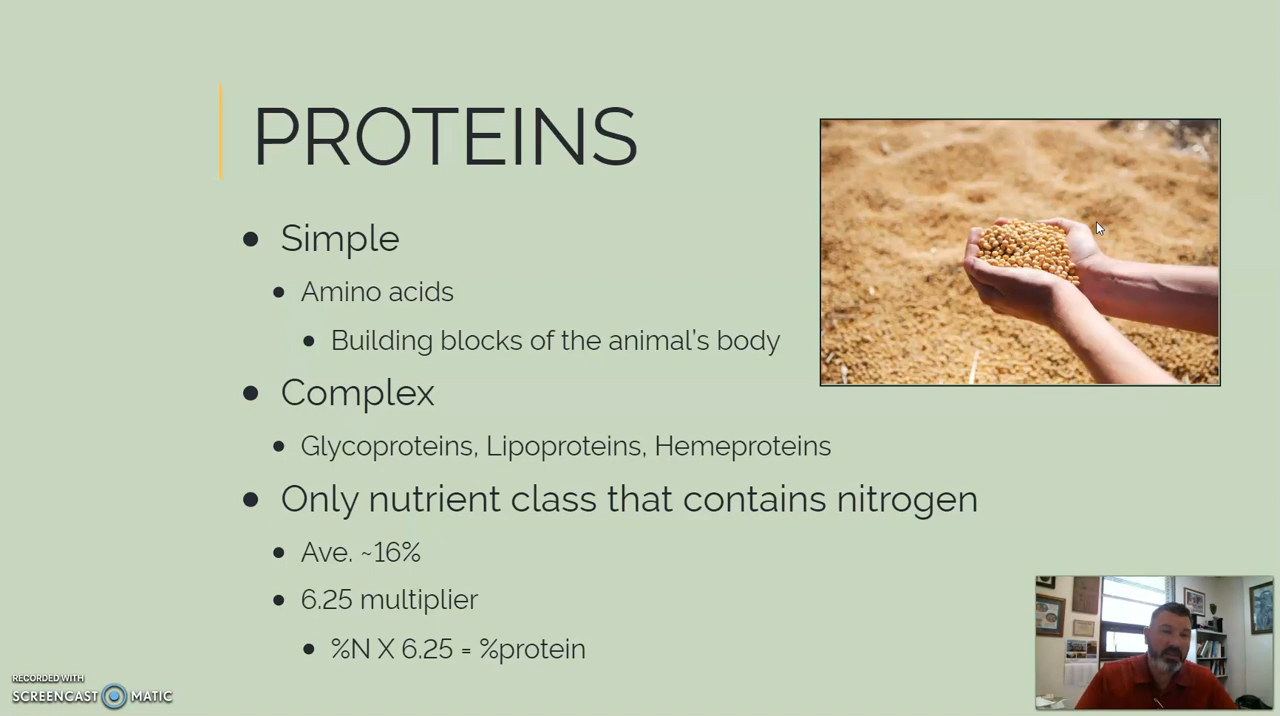 PROTEINS
● Simple
● Amino acids
● Building blocks of the animal's body
● Complex
● Glycoproteins, Lipoproteins, Hemeproteins
● Only nutrient class that contains nitrogen
● Ave. ~16%
● 6.25 multiplier
● %N X 6.25 = %protein
RECORDED WITH
SCREENCAST MATIC